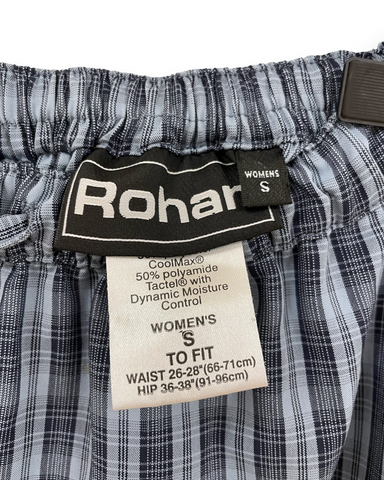 Rohan
WOMENS
S
CoolMax®
50% polyamide
Tactel® with
Dynamic Moisture
Control
WOMEN'S
S
TO FIT
WAIST 26-28"(66-71cm)
HIP 36-38"(91-96cm)